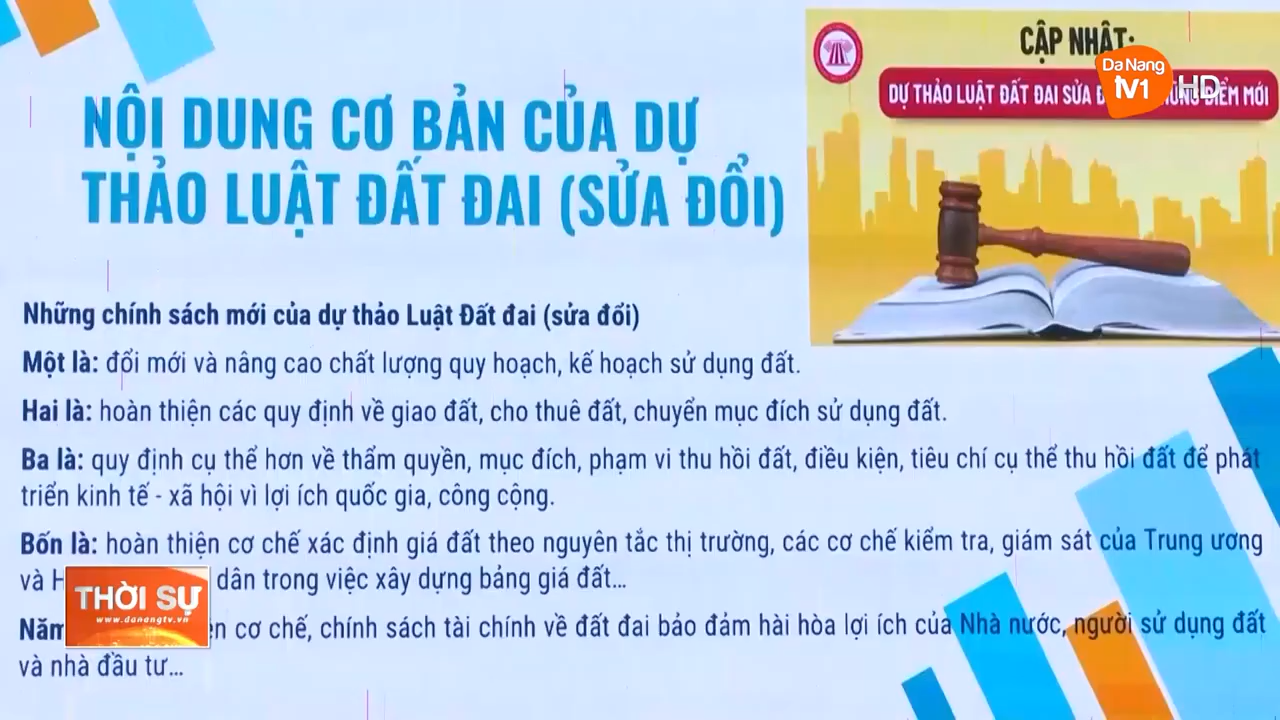 NỘI DUNG CƠ BẢN CỦA DỰ
THẢO LUẬT ĐẤT ĐAI (SỬA ĐỔI)
CẬP NHẬT:
DỰ THẢO LUẬT ĐẤT ĐAI SỬA ĐIỂM MỚI
Da Nang
tv1 HD
Những chính sách mới của dự thảo Luật Đất đai (sửa đổi)
Một là: đổi mới và nâng cao chất lượng quy hoạch, kế hoạch sử dụng đất.
Hai là: hoàn thiện các quy định về giao đất, cho thuê đất, chuyển mục đích sử dụng đất.
Ba là: quy định cụ thể hơn về thẩm quyền, mục đích, phạm vi thu hồi đất, điều kiện, tiêu chí cụ thể thu hồi đất để phát
triển kinh tế - xã hội vì lợi ích quốc gia, công cộng.
Bốn là: hoàn thiện cơ chế xác định giá đất theo nguyên tắc thị trường, các cơ chế kiểm tra, giám sát của Trung ương
và dân trong việc xây dựng bảng giá đất...
Năm cơ chế, chính sách tài chính về đất đai bảo đảm hài hòa lợi ích của Nhà nước, người sử dụng đất
và nhà đầu tư...
THỜI SỰ
www.danangtv.vn